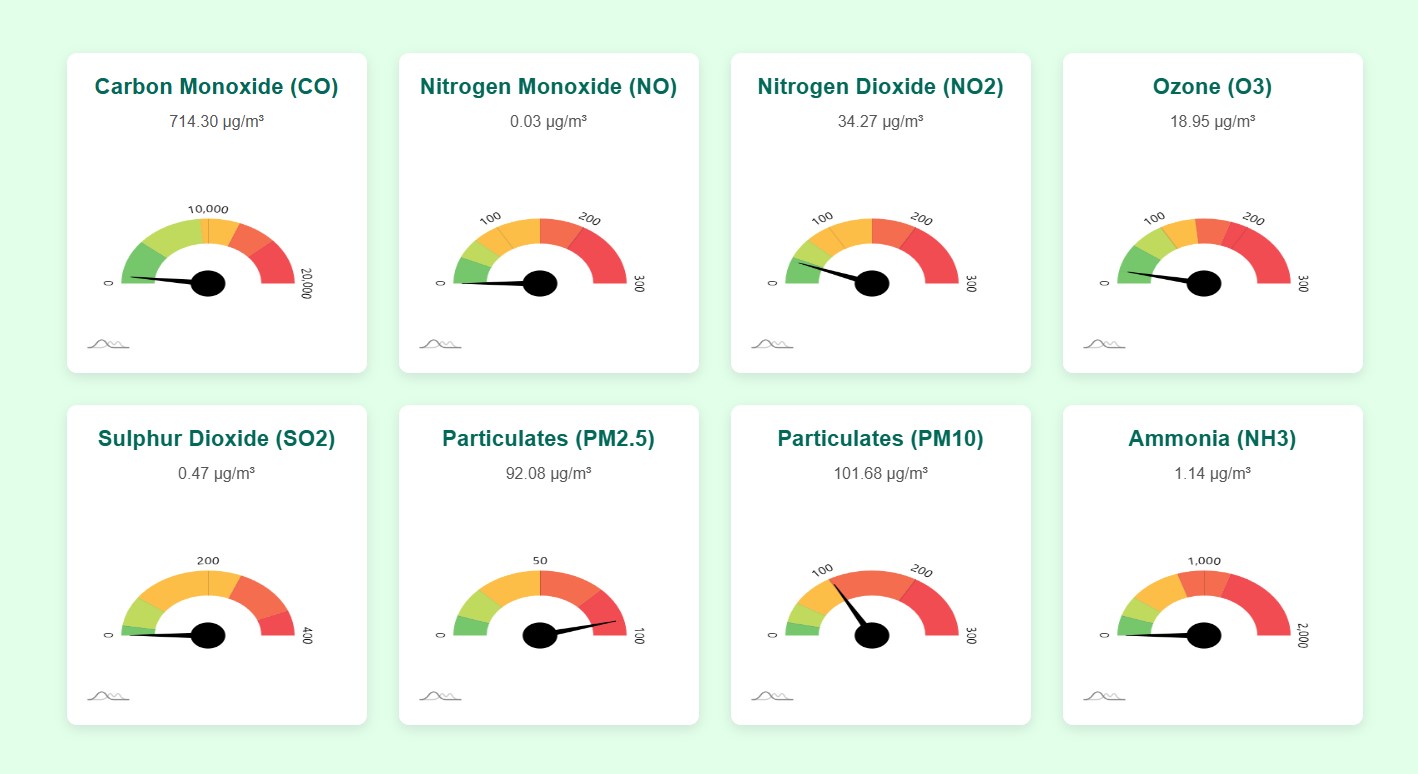 Carbon Monoxide (CO)
714.30 µg/m³
10,000
0
20,000
Nitrogen Monoxide (NO)
0.03 µg/m³
100
200
0
300
Nitrogen Dioxide (NO2)
34.27 µg/m³
100
200
0
300
Ozone (O3)
18.95 µg/m³
100
200
0
300
Sulphur Dioxide (SO2)
0.47 µg/m³
200
0
400
Particulates (PM2.5)
92.08 µg/m³
50
0
100
Particulates (PM10)
101.68 µg/m³
100
200
0
300
Ammonia (NH3)
1.14 µg/m³
1,000
0
2,000